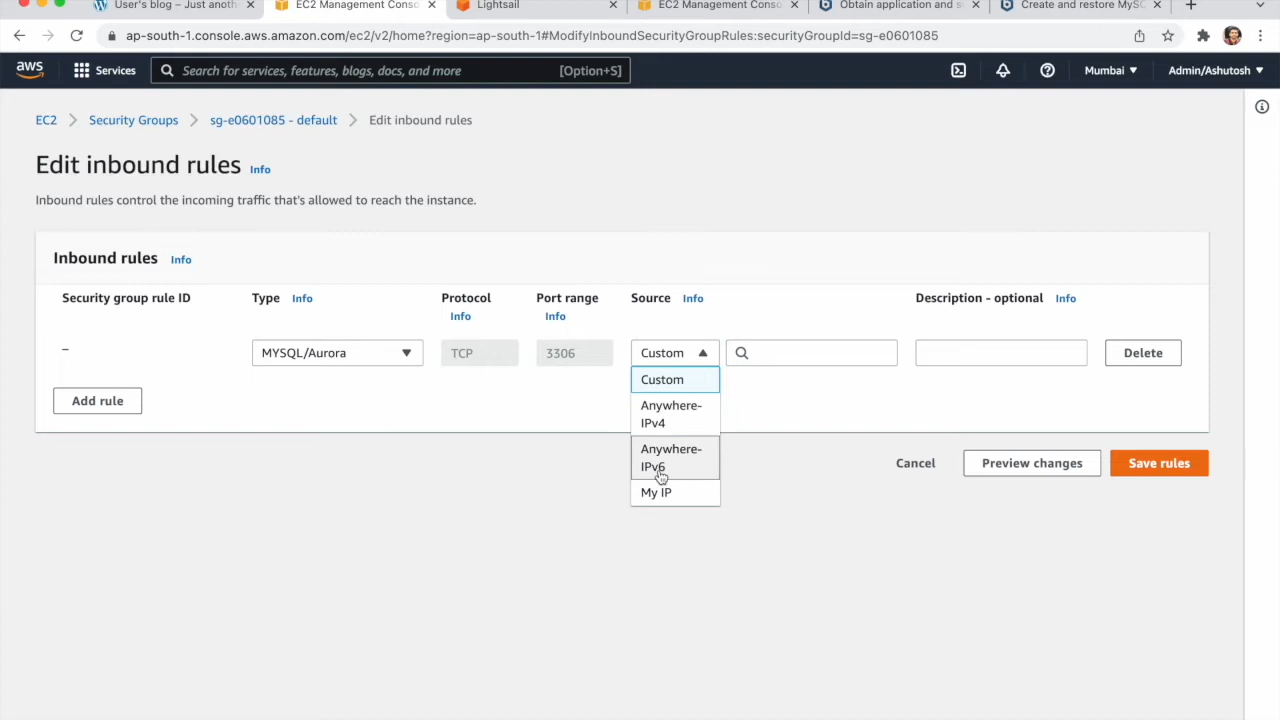 User's blog – Just anoth
EC2 Management Conso
Lightsail
EC2 Management Conso
Obtain application and s
Create and restore MySQ
ap-south-1.console.aws.amazon.com/ec2/v2/home?region=ap-south-1#ModifyInboundSecurityGroupRules:securityGroupId=sg-e0601085
aws
Services
Search for services, features, blogs, docs, and more
[Option+S]
Mumbai
Admin/Ashutosh
EC2
Security Groups
sg-e0601085 - default
Edit inbound rules
Edit inbound rules Info
Inbound rules control the incoming traffic that's allowed to reach the instance.
Inbound rules Info
Security group rule ID
Type Info
Protocol
Info
Port range
Info
Source Info
Description - optional Info
–
MYSQL/Aurora
TCP
3306
Custom
Delete
Custom
Anywhere-
IPv4
Anywhere-
IPv6
My IP
Add rule
Cancel
Preview changes
Save rules